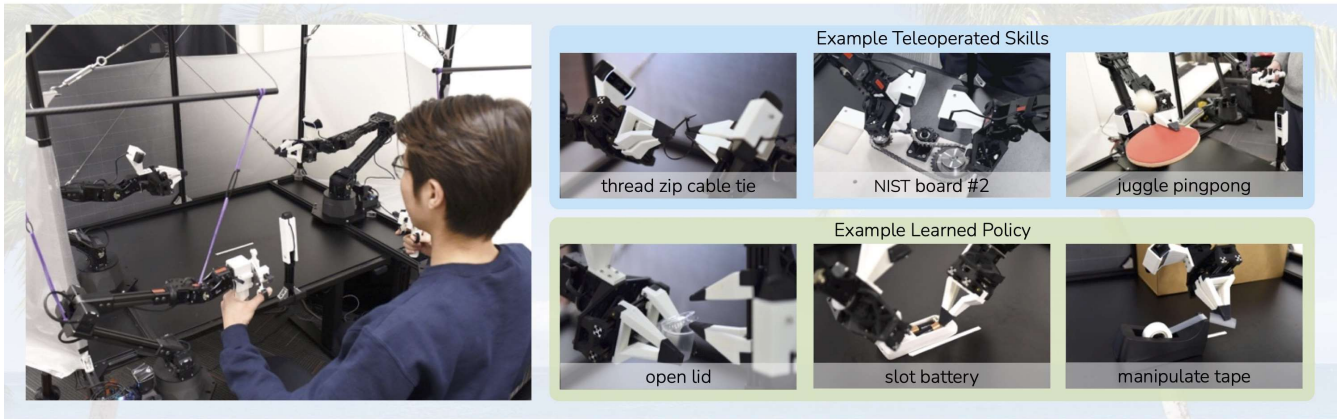 Example Teleoperated Skills
thread zip cable tie
NIST board #2
juggle pingpong
Example Learned Policy
open lid
slot battery
manipulate tape